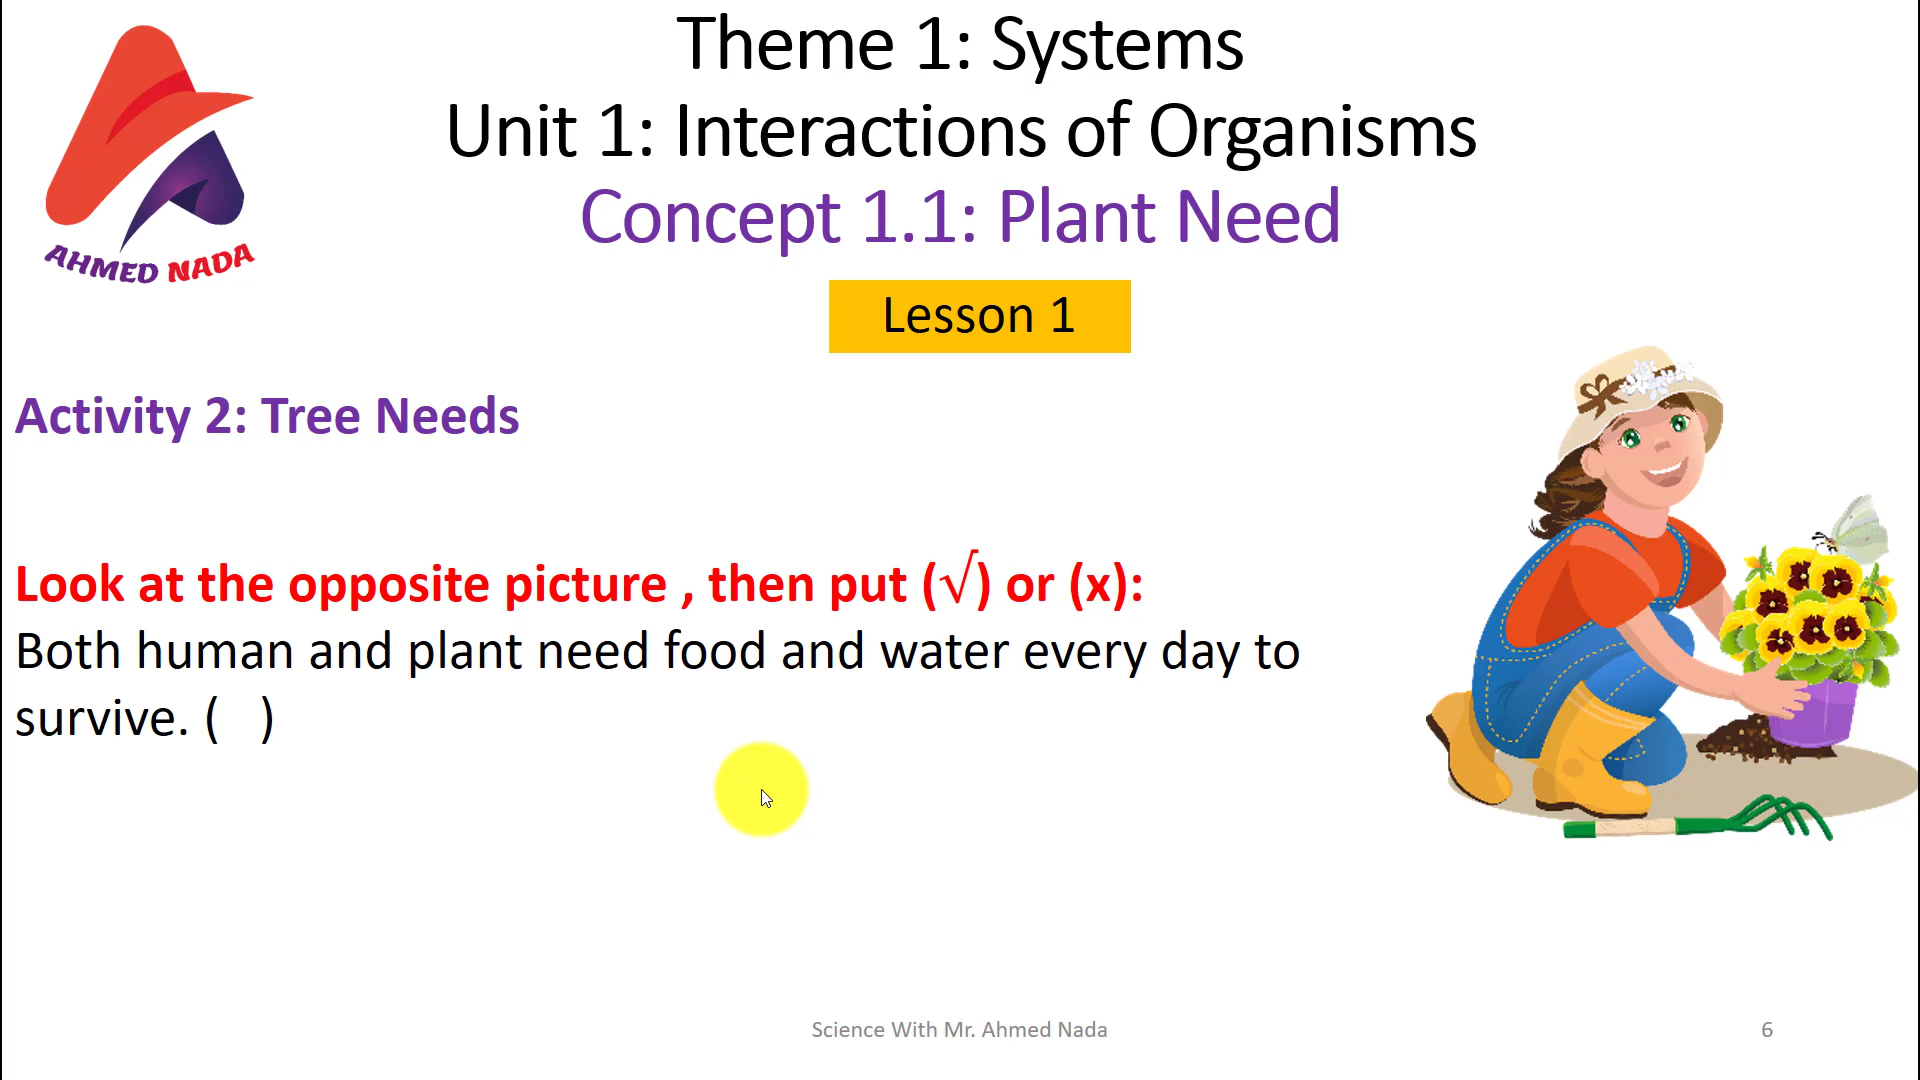 Theme 1: Systems
Unit 1: Interactions of Organisms
Concept 1.1: Plant Need
AHMED NADA
Lesson 1
Activity 2: Tree Needs
Look at the opposite picture , then put (√) or (x):
Both human and plant need food and water every day to
survive. (   )
Science With Mr. Ahmed Nada
6